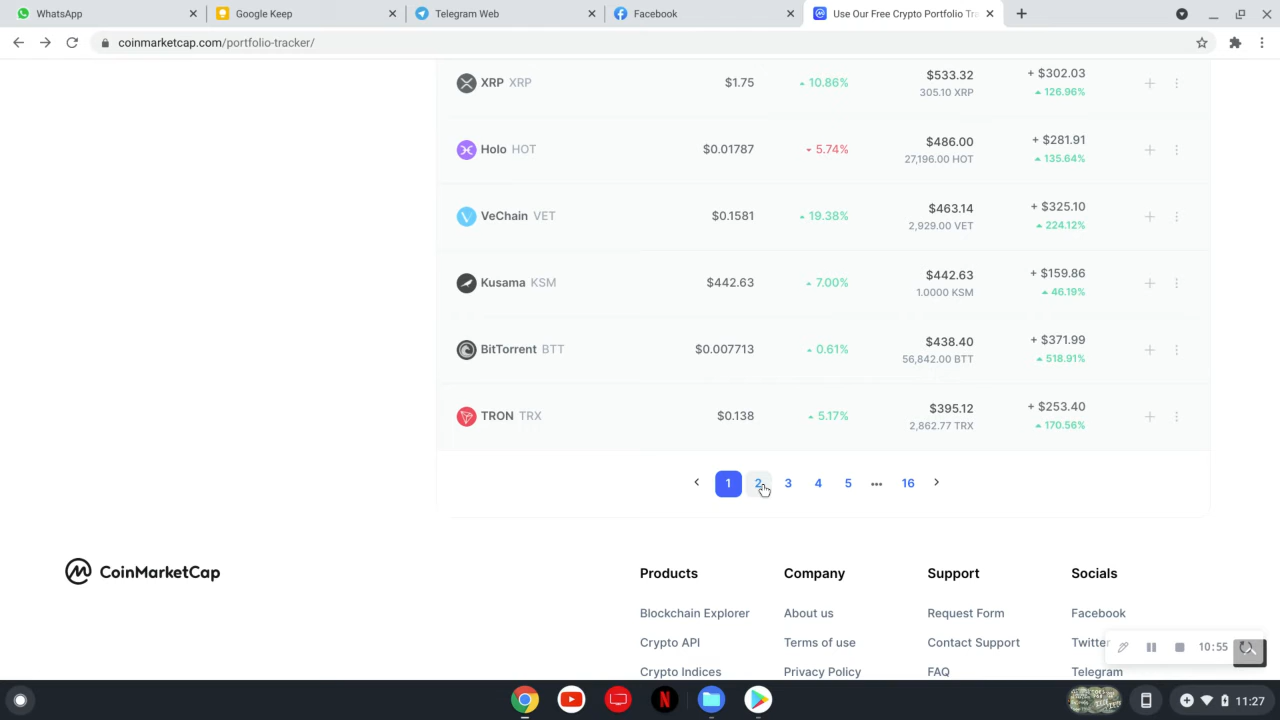 WhatsApp
Google Keep
Telegram Web
Facebook
Use Our Free Crypto Portfolio Tra
coinmarketcap.com/portfolio-tracker/
XRP XRP $1.75 10.86% $533.32 + $302.03
305.10 XRP 126.96%
Holo HOT $0.01787 5.74% $486.00 + $281.91
27,196.00 HOT 135.64%
VeChain VET $0.1581 19.38% $463.14 + $325.10
2,929.00 VET 224.12%
Kusama KSM $442.63 7.00% $442.63 + $159.86
1.0000 KSM 46.19%
BitTorrent BTT $0.007713 0.61% $438.40 + $371.99
56,842.00 BTT 518.91%
TRON TRX $0.138 5.17% $395.12 + $253.40
2,862.77 TRX 170.56%
1 2 3 4 5 ••• 16
CoinMarketCap
Products Company Support Socials
Blockchain Explorer About us Request Form Facebook
Crypto API Terms of use Contact Support Twitter
Crypto Indices Privacy Policy FAQ Telegram
10:55
11:27